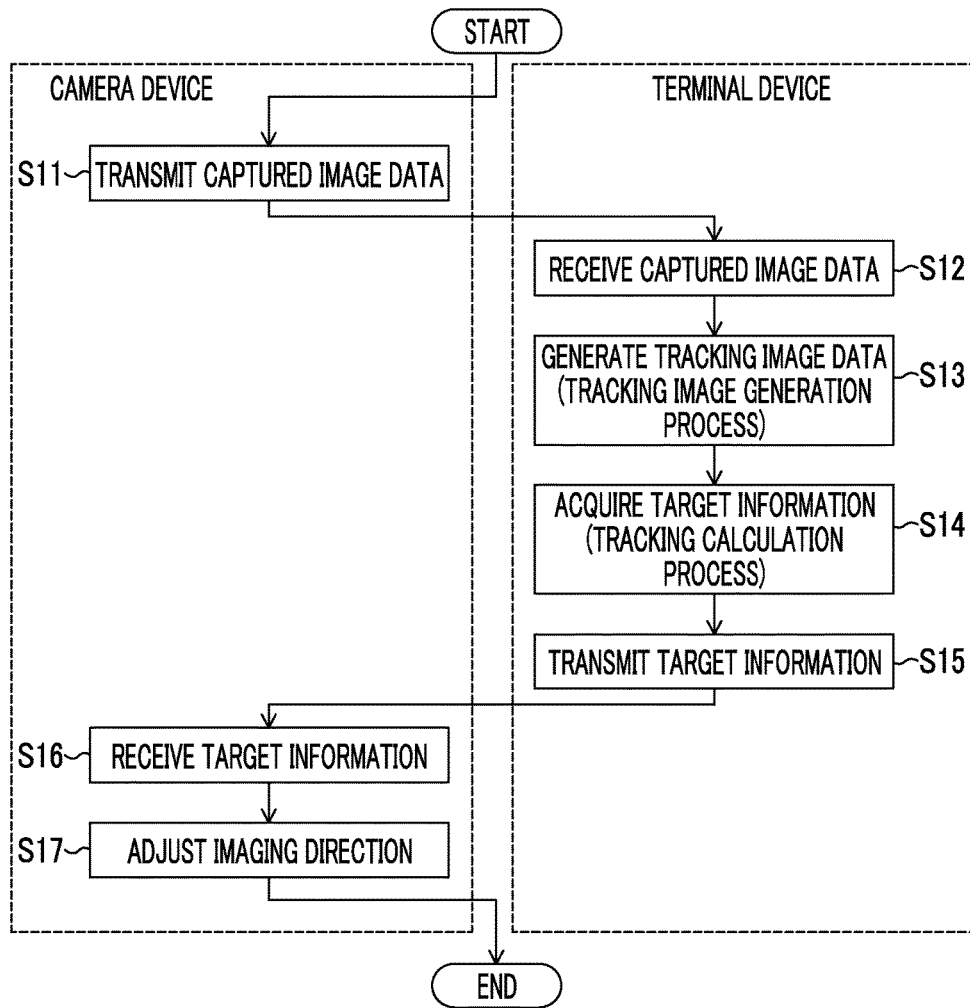 START
CAMERA DEVICE
TERMINAL DEVICE
S11
TRANSMIT CAPTURED IMAGE DATA
RECEIVE CAPTURED IMAGE DATA
S12
GENERATE TRACKING IMAGE DATA
(TRACKING IMAGE GENERATION
PROCESS)
S13
ACQUIRE TARGET INFORMATION
(TRACKING CALCULATION
PROCESS)
S14
TRANSMIT TARGET INFORMATION
S15
S16
RECEIVE TARGET INFORMATION
S17
ADJUST IMAGING DIRECTION
END